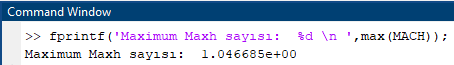 Command Window
>> fprintf('Maximum Maxh sayısı:  %d \n ',max(MACH));
Maximum Maxh sayısı:  1.046685e+00